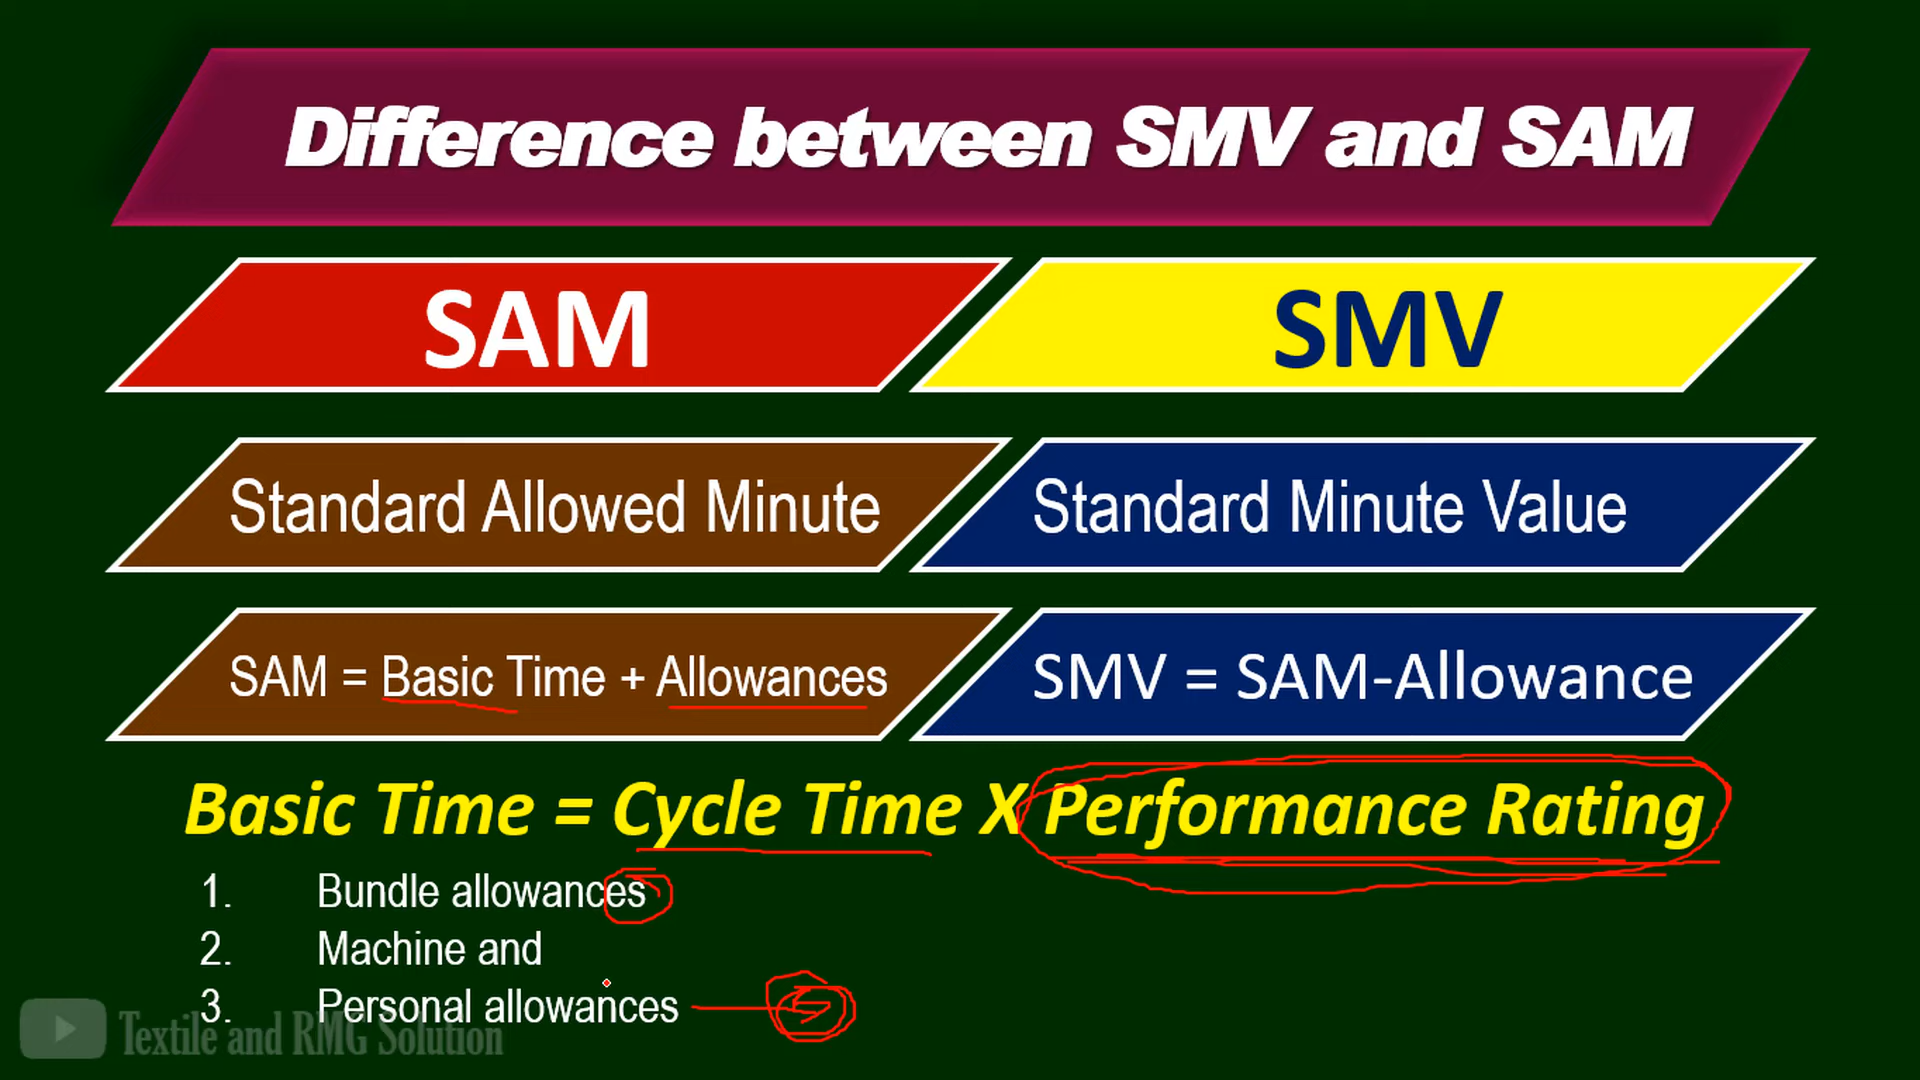 Difference between SMV and SAM
SAM
SMV
Standard Allowed Minute
Standard Minute Value
SAM = Basic Time + Allowances
SMV = SAM-Allowance
Basic Time = Cycle Time X Performance Rating
1. Bundle allowances
2. Machine and
3. Personal allowances
5
Textile and RMG Solution